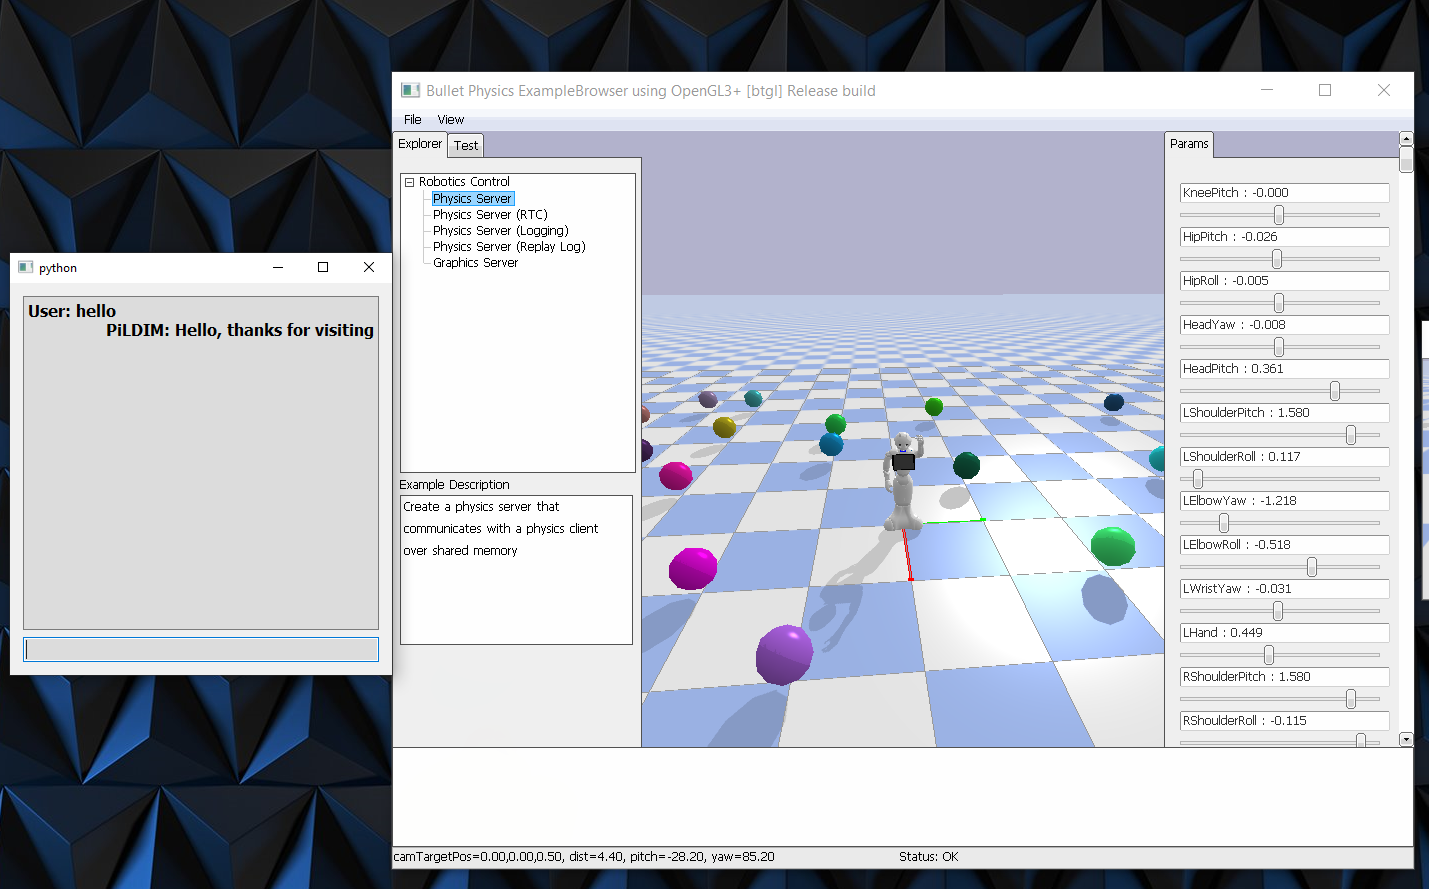 Bullet Physics ExampleBrowser using OpenGL3+ [btgl] Release build
File View
Explorer Test
Robotics Control
Physics Server
Physics Server (RTC)
Physics Server (Logging)
Physics Server (Replay Log)
Graphics Server
Example Description
Create a physics server that
communicates with a physics client
over shared memory
Params
KneePitch : -0.000
HipPitch : -0.026
HipRoll : -0.005
HeadYaw : -0.008
HeadPitch : 0.361
LShoulderPitch : 1.580
LShoulderRoll : 0.117
LElbowYaw : -1.218
LElbowRoll : -0.518
LWristYaw : -0.031
LHand : 0.449
RShoulderPitch : 1.580
RShoulderRoll : -0.115
camTargetPos=0.00,0.00,0.50, dist=4.40, pitch=-28.20, yaw=85.20
Status: OK
python
User: hello
PiLDIM: Hello, thanks for visiting